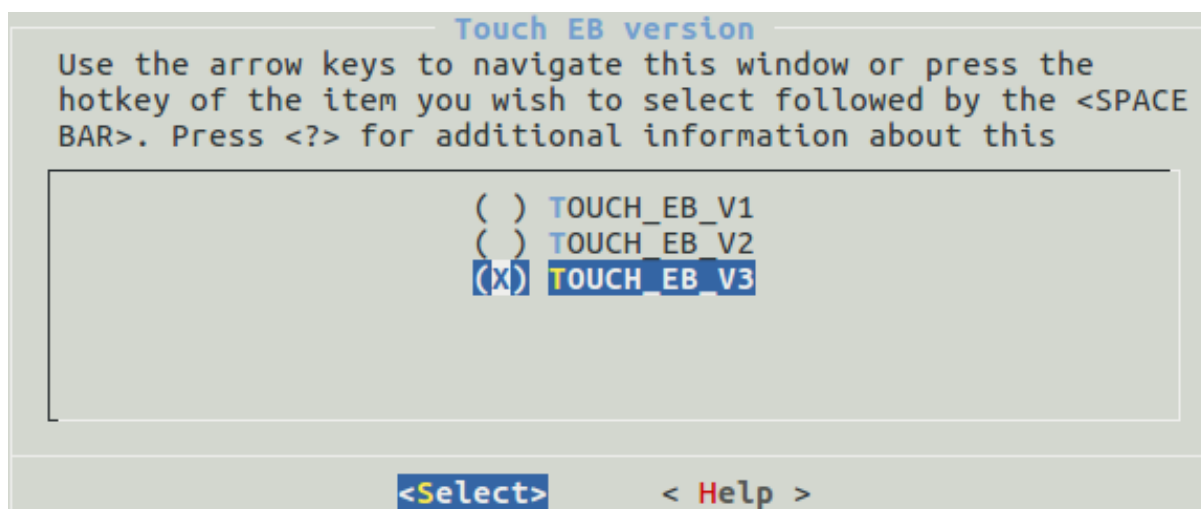 Touch EB version
Use the arrow keys to navigate this window or press the
hotkey of the item you wish to select followed by the <SPACE
BAR>. Press <?> for additional information about this
( ) TOUCH_EB_V1
( ) TOUCH_EB_V2
(X) TOUCH_EB_V3
<Select> < Help >